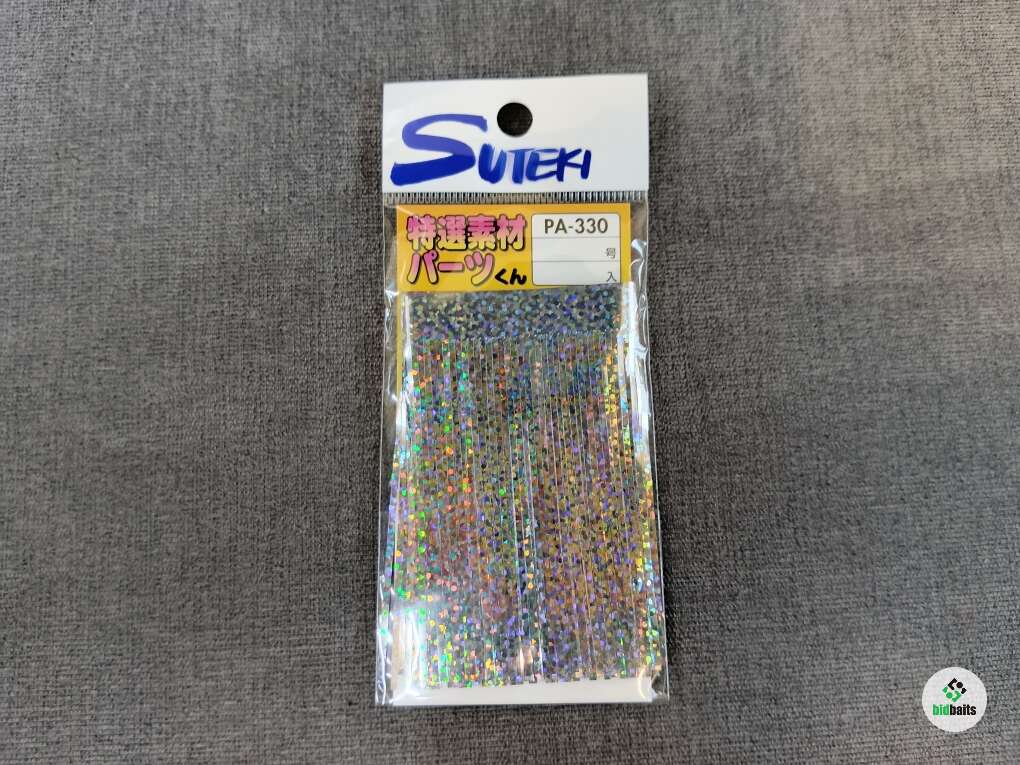 SUTEKI
特選素材
パーツくん
PA-330
号
入
bidbaits